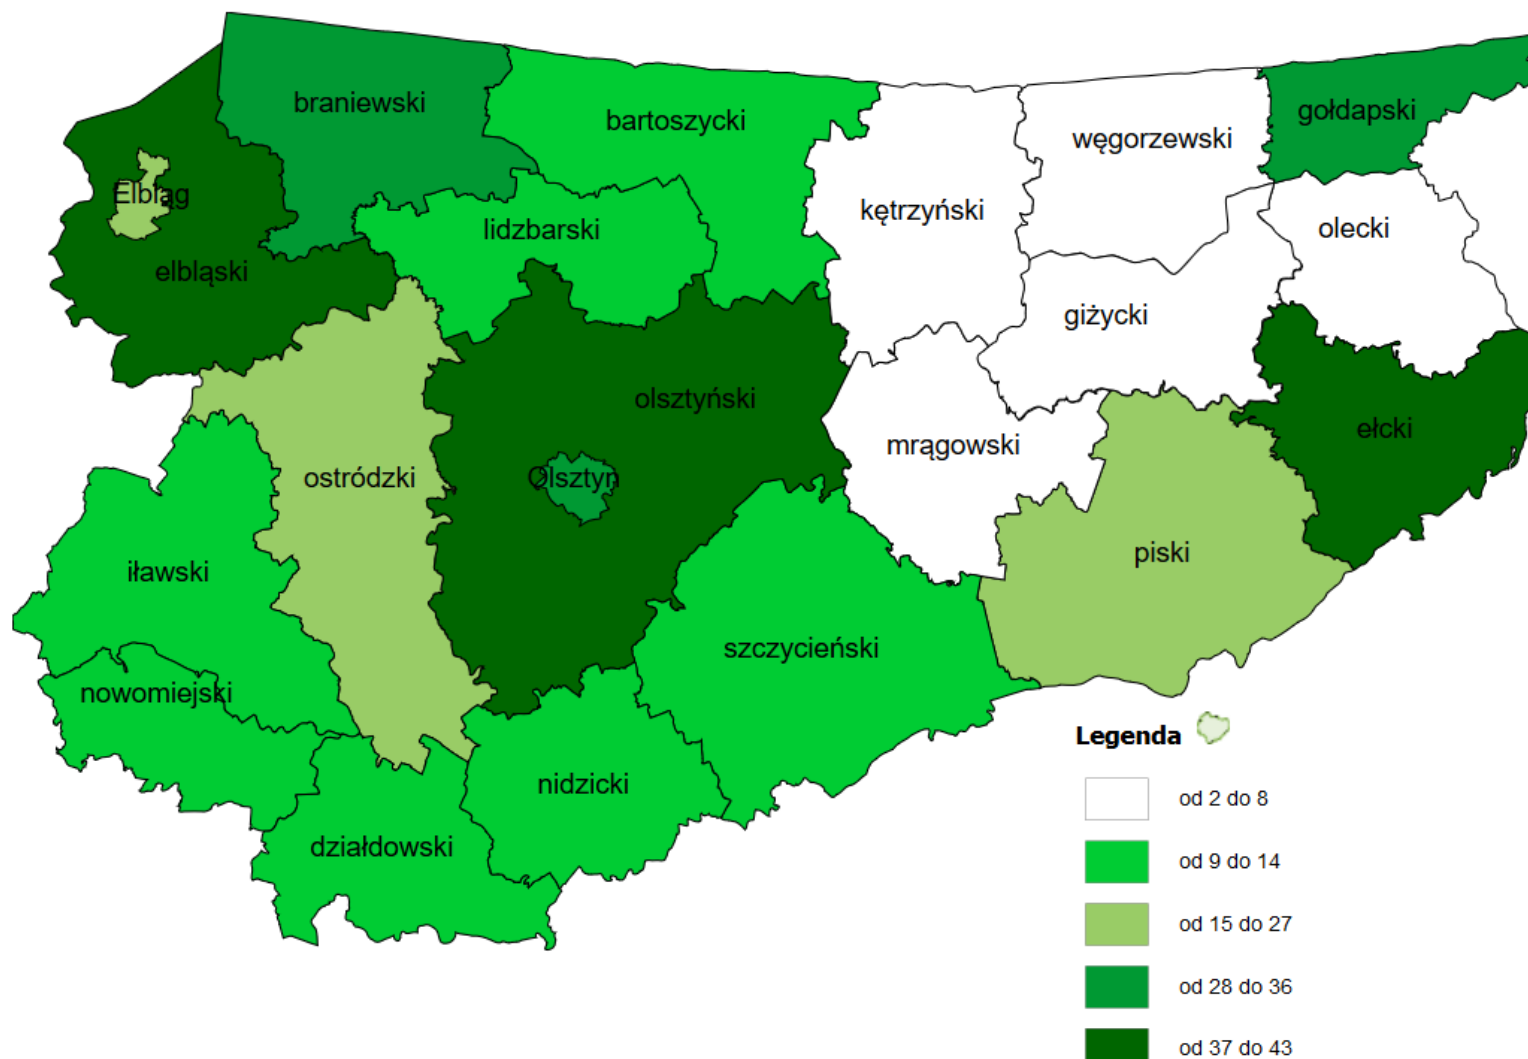 braniewski
bartoszycki
gołdapski
węgorzewski
Elbląg
kętrzyński
lidzbarski
olecki
elbląski
giżycki
olsztyński
ełcki
mrągowski
ostródzki
Olsztyn
piski
iławski
szczycieński
nowomiejski
nidzicki
działdowski
Legenda
od 2 do 8
od 9 do 14
od 15 do 27
od 28 do 36
od 37 do 43